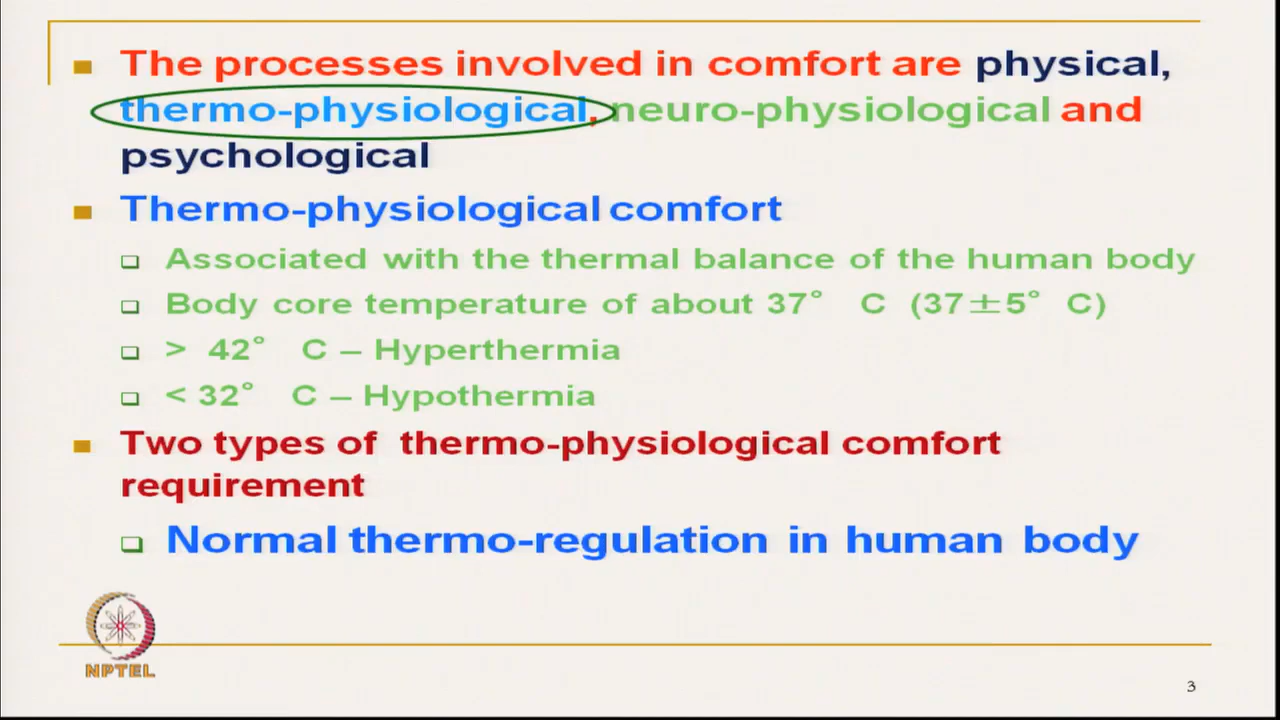 The processes involved in comfort are physical,
thermo-physiological, neuro-physiological and
psychological
Thermo-physiological comfort
Associated with the thermal balance of the human body
Body core temperature of about 37° C (37±5° C)
> 42° C – Hyperthermia
< 32° C – Hypothermia
Two types of thermo-physiological comfort
requirement
Normal thermo-regulation in human body
NPTEL
3